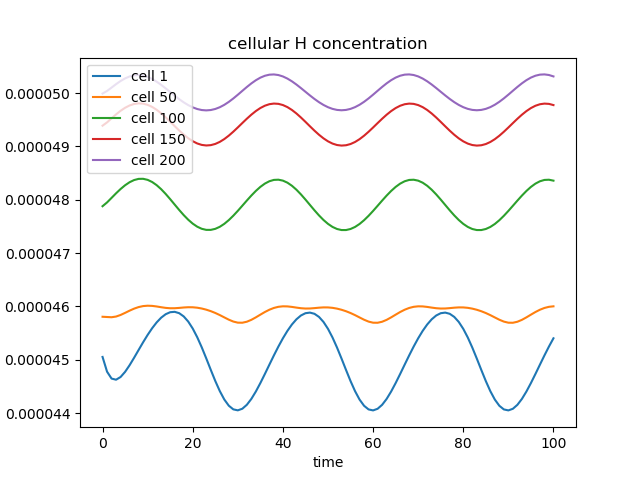 cellular H concentration
cell 1
cell 50
cell 100
cell 150
cell 200
0.000050
0.000049
0.000048
0.000047
0.000046
0.000045
0.000044
0 20 40 60 80 100
time